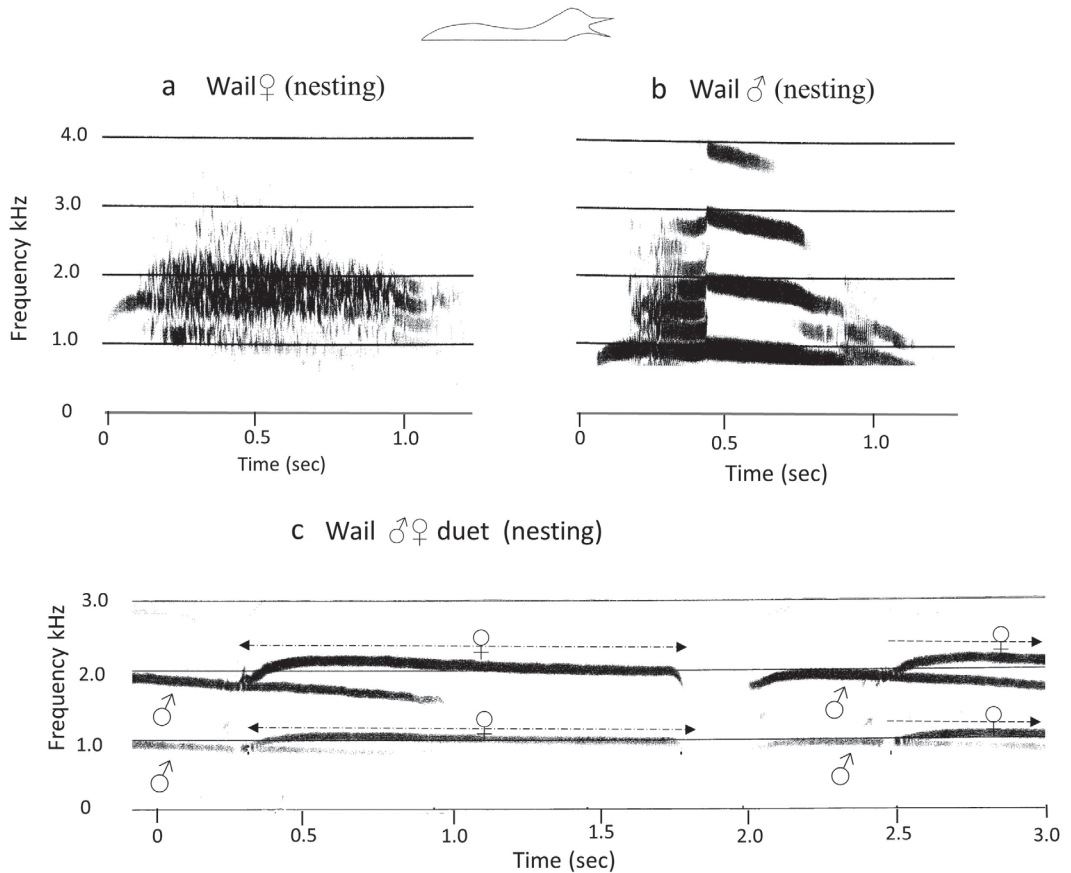 a Wail ♀ (nesting)
b Wail ♂ (nesting)
Frequency kHz
4.0
3.0
2.0
1.0
0
0 0.5 1.0
Time (sec)
0 0.5 1.0
Time (sec)
c Wail ♂♀ duet (nesting)
Frequency kHz
3.0
2.0
1.0
0
♀ ♀
♂ ♂
♀ ♀
♂ ♂
0 0.5 1.0 1.5 2.0 2.5 3.0
Time (sec)